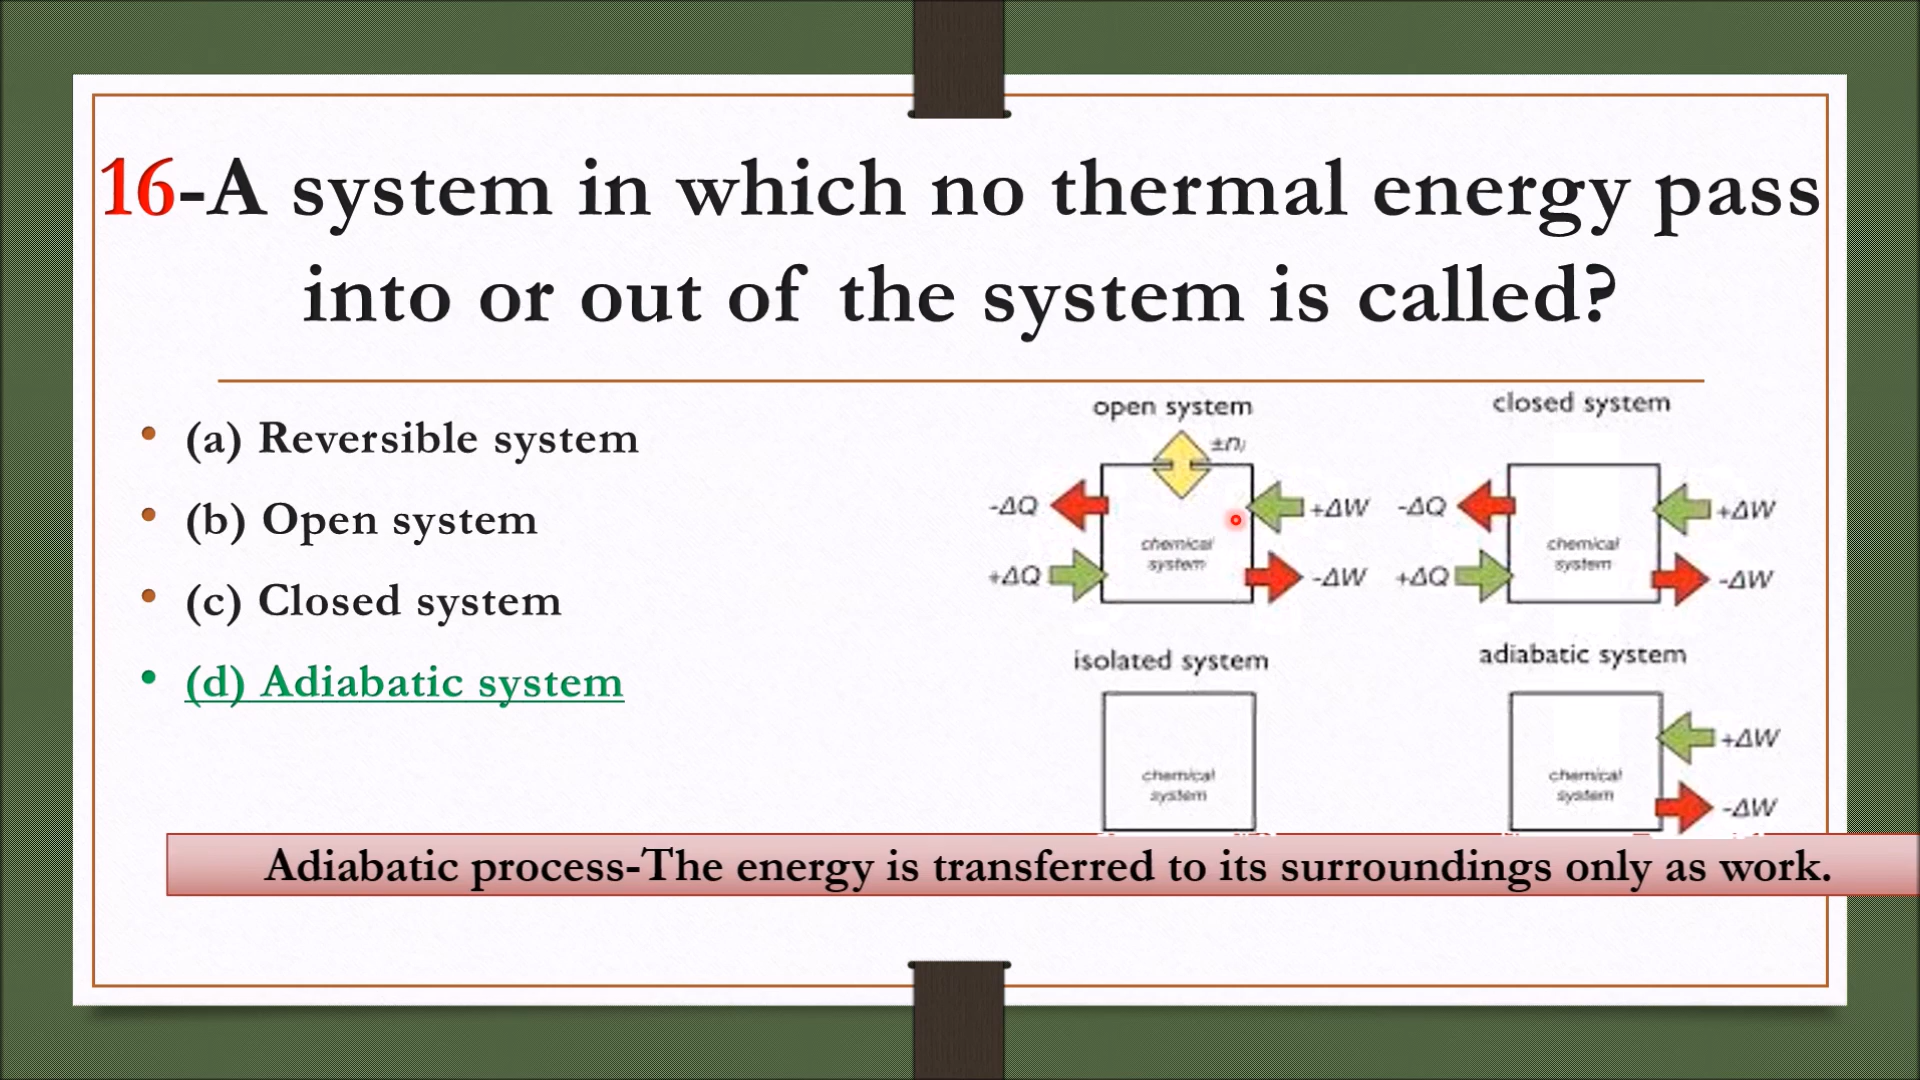 16-A system in which no thermal energy pass
into or out of the system is called?
• (a) Reversible system
• (b) Open system
• (c) Closed system
• (d) Adiabatic system
open system
±nⱼ
-ΔQ
+ΔW
chemical
system
+ΔQ
-ΔW
closed system
-ΔQ
+ΔW
chemical
system
+ΔQ
-ΔW
isolated system
chemical
system
adiabatic system
+ΔW
chemical
system
-ΔW
Adiabatic process-The energy is transferred to its surroundings only as work.